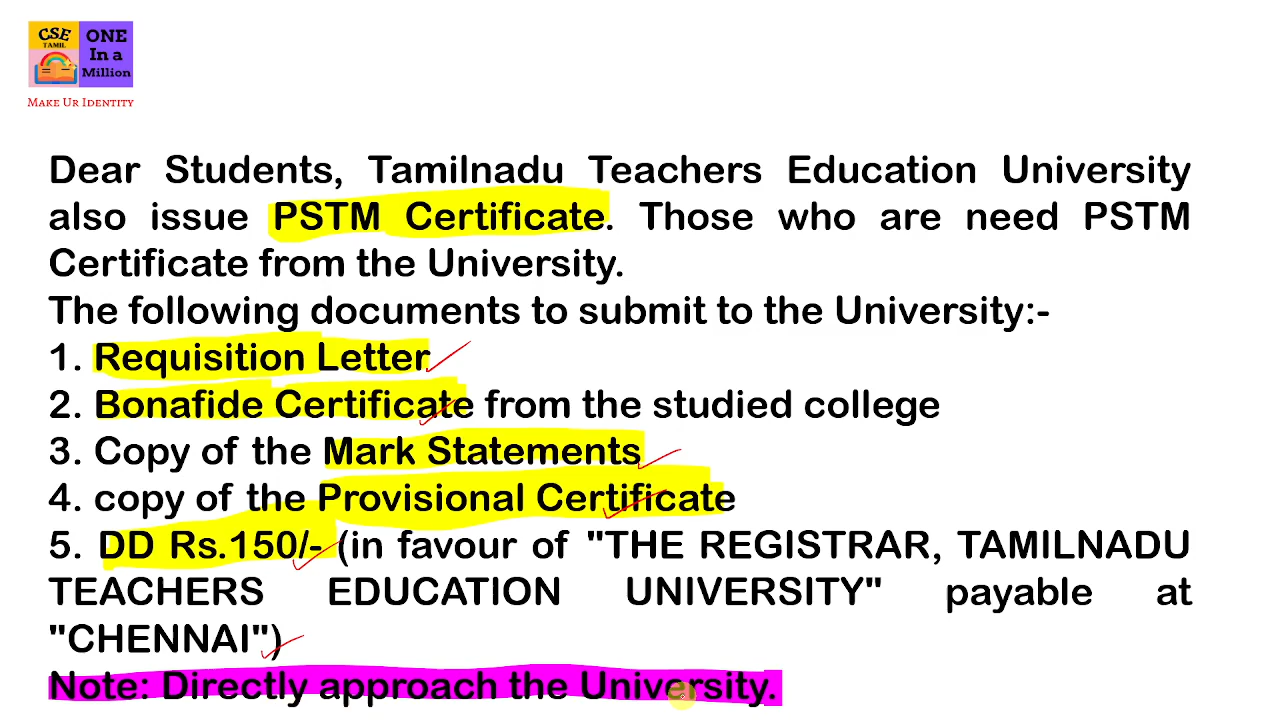 CSE
TAMIL
ONE
In a
Million
MAKE UR IDENTITY
Dear Students, Tamilnadu Teachers Education University
also issue PSTM Certificate. Those who are need PSTM
Certificate from the University.
The following documents to submit to the University:-
1. Requisition Letter
2. Bonafide Certificate from the studied college
3. Copy of the Mark Statements
4. copy of the Provisional Certificate
5. DD Rs.150/- (in favour of "THE REGISTRAR, TAMILNADU
TEACHERS EDUCATION UNIVERSITY" payable at
"CHENNAI")
Note: Directly approach the University.